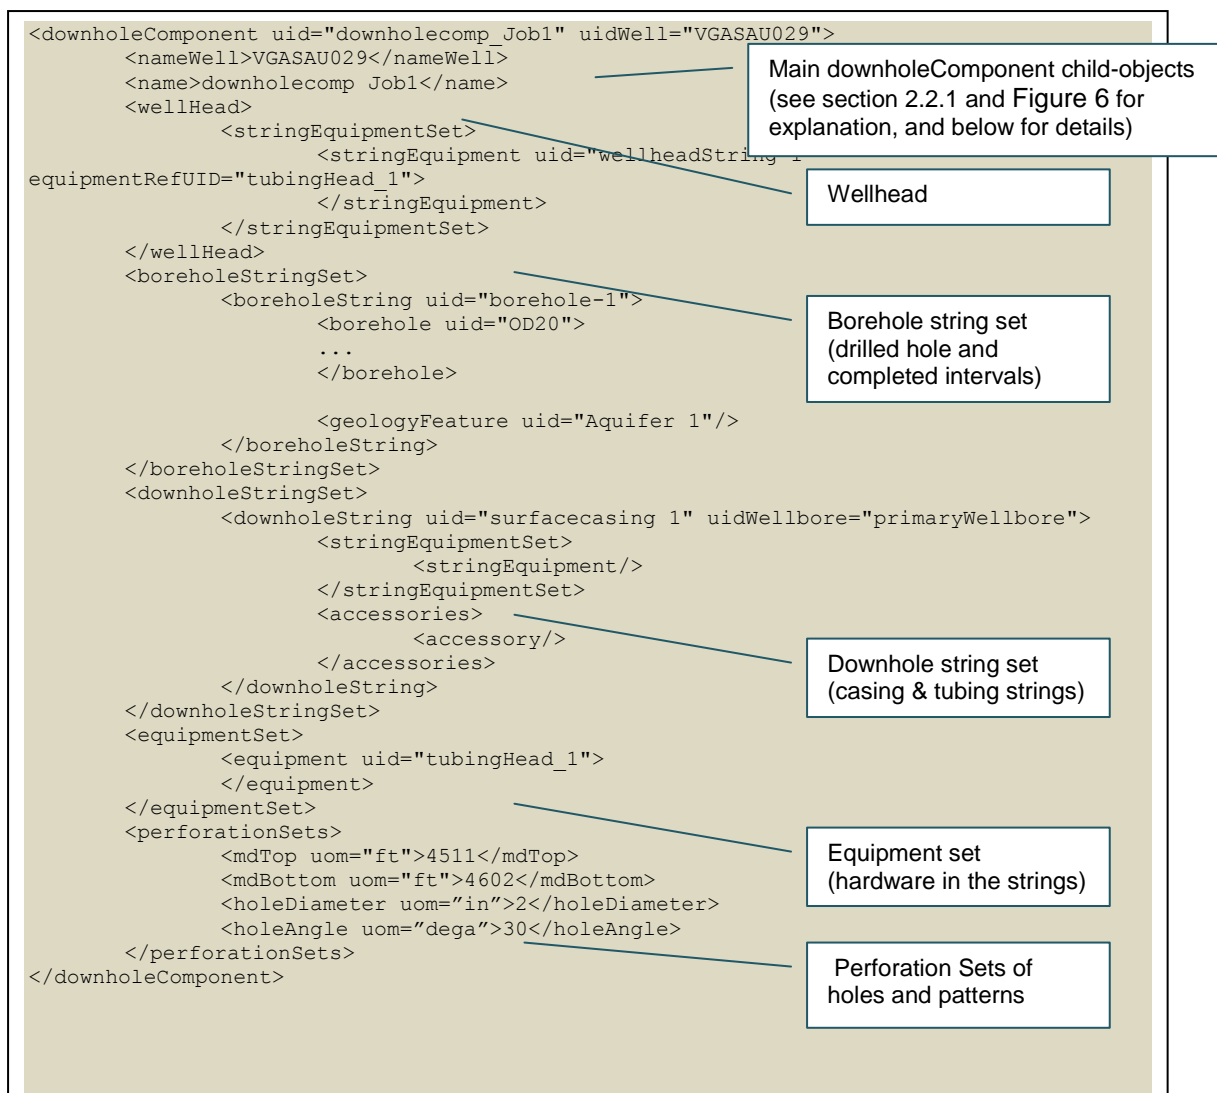 <downholeComponent uid="downholecomp_Job1" uidWell="VGASAU029">
<nameWell>VGASAU029</nameWell>
<name>downholecomp Job1</name>
<wellHead>
<stringEquipmentSet>
<stringEquipment uid="wellheadString
equipmentRefUID="tubingHead_1">
</stringEquipment>
</stringEquipmentSet>
</wellHead>
<boreholeStringSet>
<boreholeString uid="borehole-1">
<borehole uid="OD20">
...
</borehole>
<geologyFeature uid="Aquifer 1"/>
</boreholeString>
</boreholeStringSet>
<downholeStringSet>
<downholeString uid="surfacecasing 1" uidWellbore="primaryWellbore">
<stringEquipmentSet>
<stringEquipment/>
</stringEquipmentSet>
<accessories>
<accessory/>
</accessories>
</downholeString>
</downholeStringSet>
<equipmentSet>
<equipment uid="tubingHead_1">
</equipment>
</equipmentSet>
<perforationSets>
<mdTop uom="ft">4511</mdTop>
<mdBottom uom="ft">4602</mdBottom>
<holeDiameter uom=”in”>2</holeDiameter>
<holeAngle uom=”dega”>30</holeAngle>
</perforationSets>
</downholeComponent>
Main downholeComponent child-objects
(see section 2.2.1 and Figure 6 for
explanation, and below for details)
Wellhead
Borehole string set
(drilled hole and
completed intervals)
Downhole string set
(casing & tubing strings)
Equipment set
(hardware in the strings)
Perforation Sets of
holes and patterns